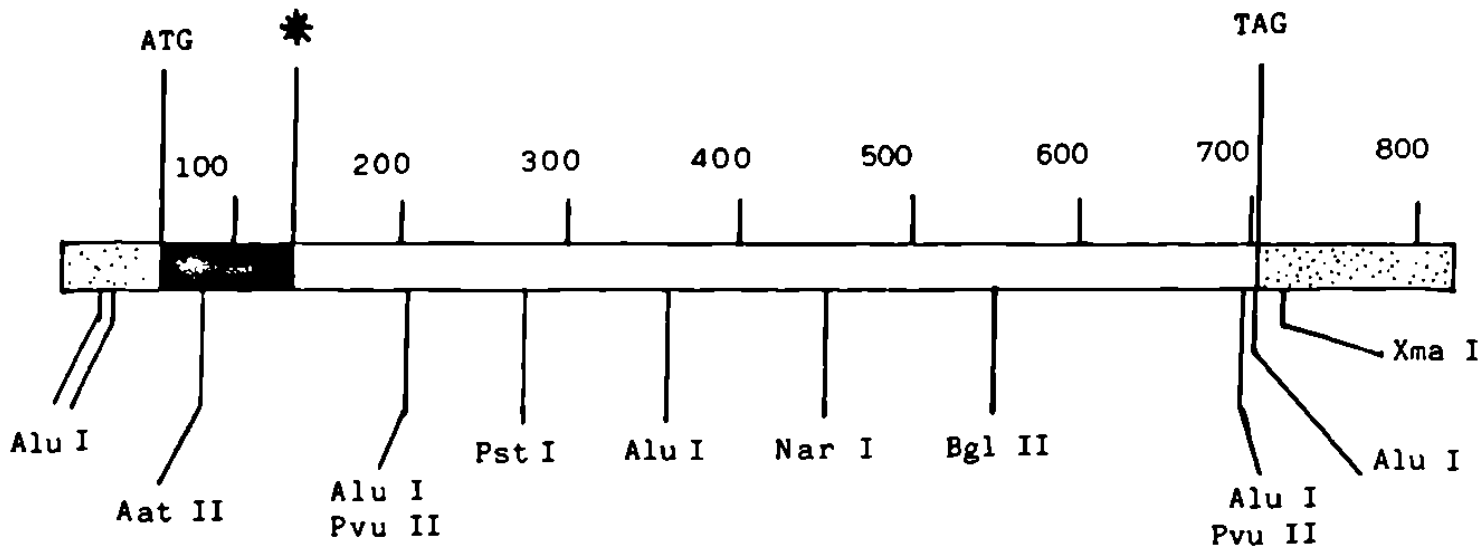 ATG
*
TAG
100 200 300 400 500 600 700 800
Xma I
Alu I
Pst I Alu I Nar I Bgl II
Alu I
Aat II
Alu I
Pvu II
Alu I
Pvu II